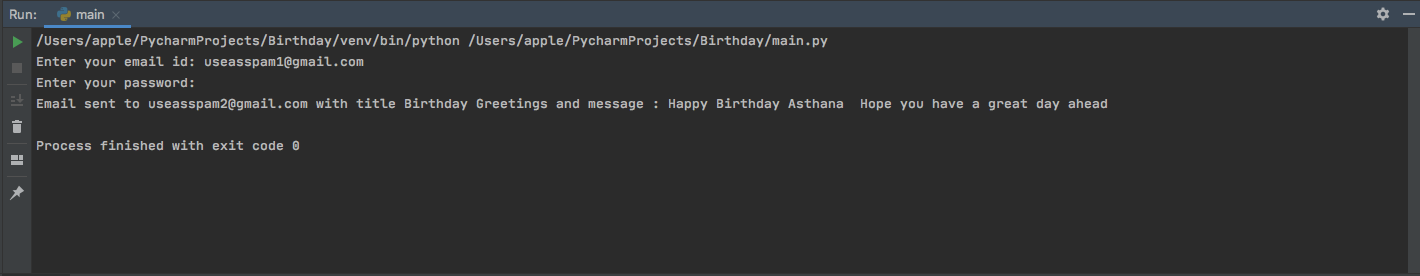 Run: main
/Users/apple/PycharmProjects/Birthday/venv/bin/python /Users/apple/PycharmProjects/Birthday/main.py
Enter your email id: useasspam1@gmail.com
Enter your password:
Email sent to useasspam2@gmail.com with title Birthday Greetings and message : Happy Birthday Asthana  Hope you have a great day ahead
Process finished with exit code 0